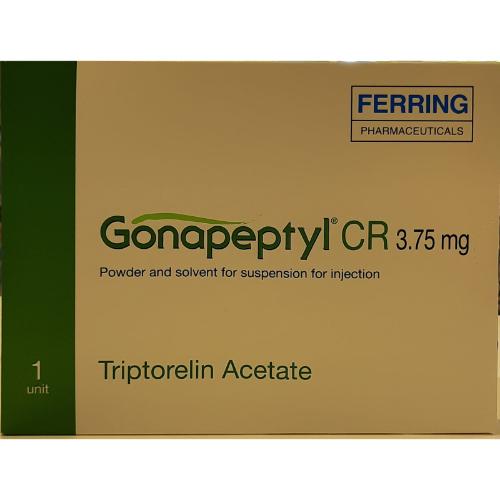 FERRING
PHARMACEUTICALS
Gonapeptyl® CR 3.75 mg
Powder and solvent for suspension for injection
1
unit
Triptorelin Acetate